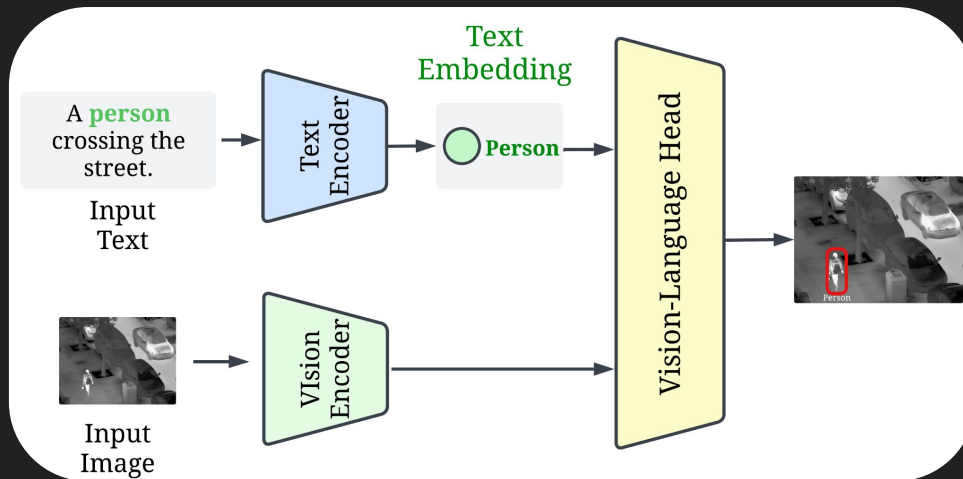 Text
Embedding
A person
crossing the
street.
Input
Text
Text
Encoder
Person
Vision-Language Head
Person
VIsion
Encoder
Input
Image